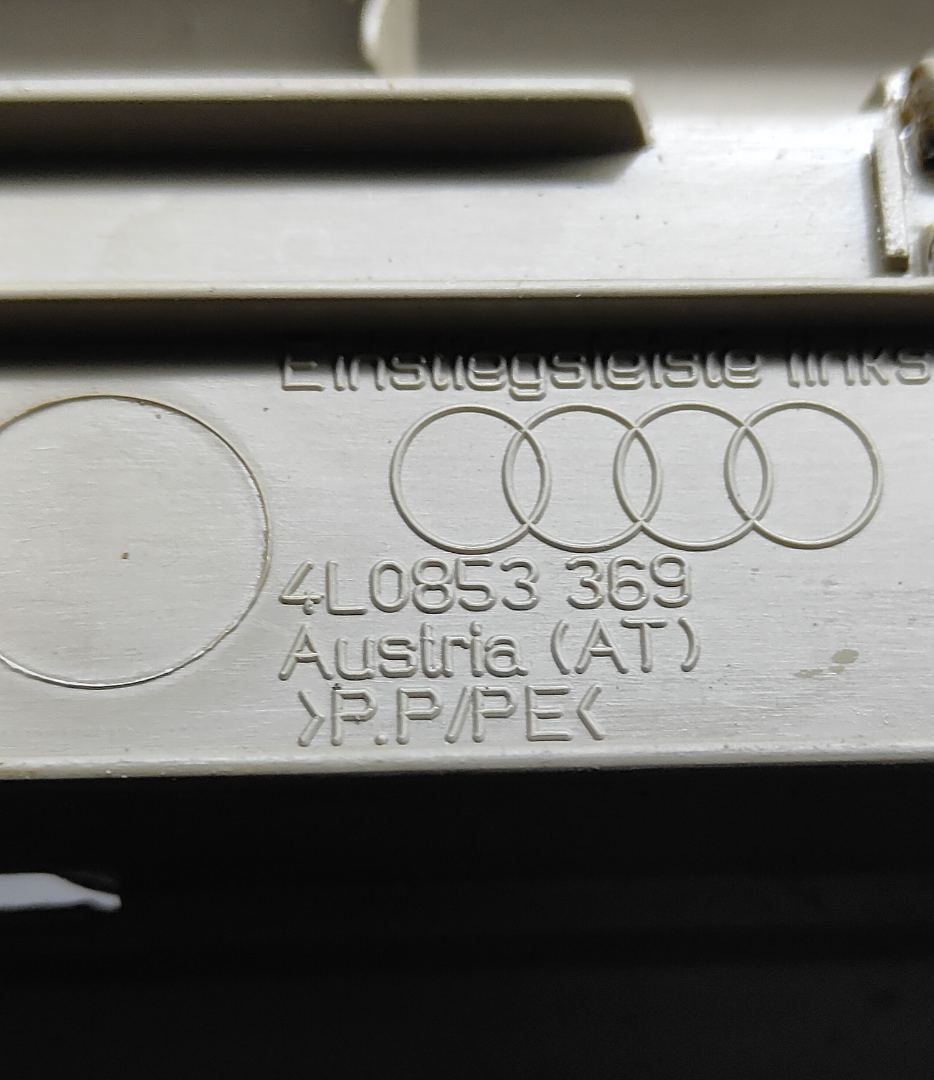 Einstiegsleiste links
4L0853 369
Austria (AT)
>P.P/PE<